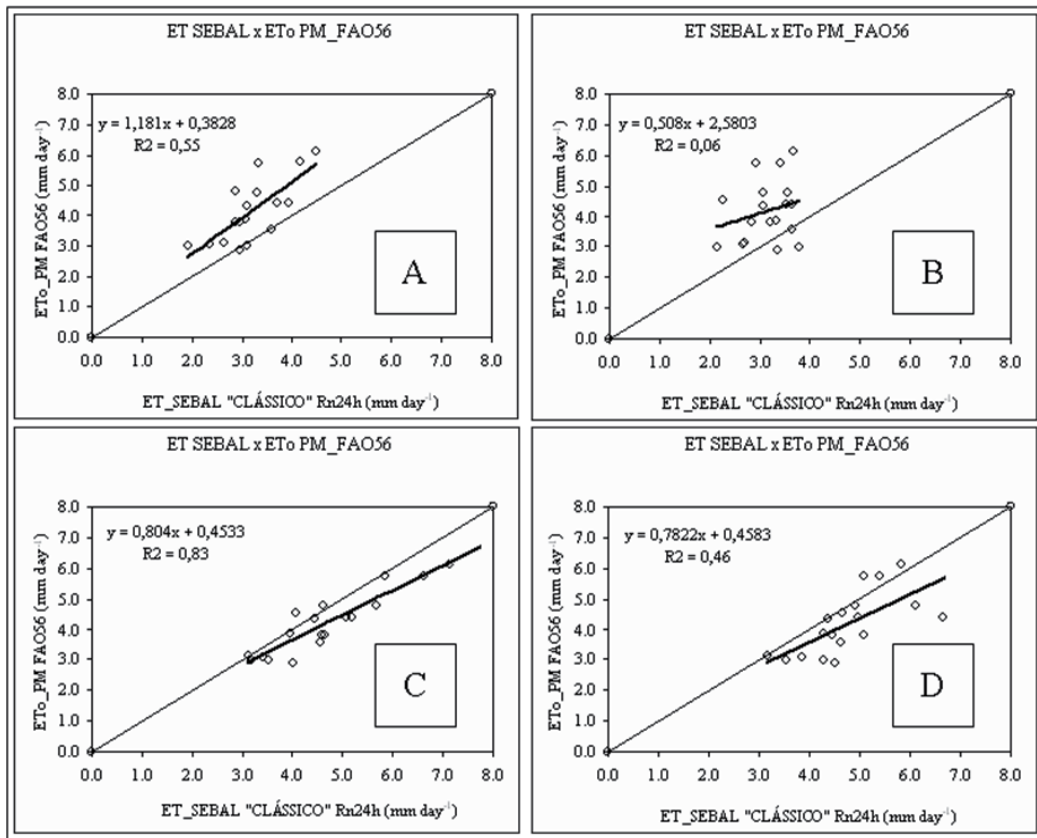 ET SEBAL x ETo PM_FAO56
8.0
7.0
6.0
5.0
4.0
3.0
2.0
1.0
0.0
y = 1,181x + 0,3828
R2 = 0,55
A
0.0 1.0 2.0 3.0 4.0 5.0 6.0 7.0 8.0
ETo_PM FAO56 (mm day⁻¹)
ET_SEBAL "CLÁSSICO" Rn24h (mm day⁻¹)
ET SEBAL x ETo PM_FAO56
8.0
7.0
6.0
5.0
4.0
3.0
2.0
1.0
0.0
y = 0,508x + 2,5803
R2 = 0,06
B
0.0 1.0 2.0 3.0 4.0 5.0 6.0 7.0 8.0
ETo_PM FAO56 (mm day⁻¹)
ET_SEBAL "CLÁSSICO" Rn24h (mm day⁻¹)
ET SEBAL x ETo PM_FAO56
8.0
7.0
6.0
5.0
4.0
3.0
2.0
1.0
0.0
y = 0,804x + 0,4533
R2 = 0,83
C
0.0 1.0 2.0 3.0 4.0 5.0 6.0 7.0 8.0
ETo_PM FAO56 (mm day⁻¹)
ET_SEBAL "CLÁSSICO" Rn24h (mm day⁻¹)
ET SEBAL x ETo PM_FAO56
8.0
7.0
6.0
5.0
4.0
3.0
2.0
1.0
0.0
y = 0,7822x + 0,4583
R2 = 0,46
D
0.0 1.0 2.0 3.0 4.0 5.0 6.0 7.0 8.0
ETo_PM FAO56 (mm day⁻¹)
ET_SEBAL "CLÁSSICO" Rn24h (mm day⁻¹)